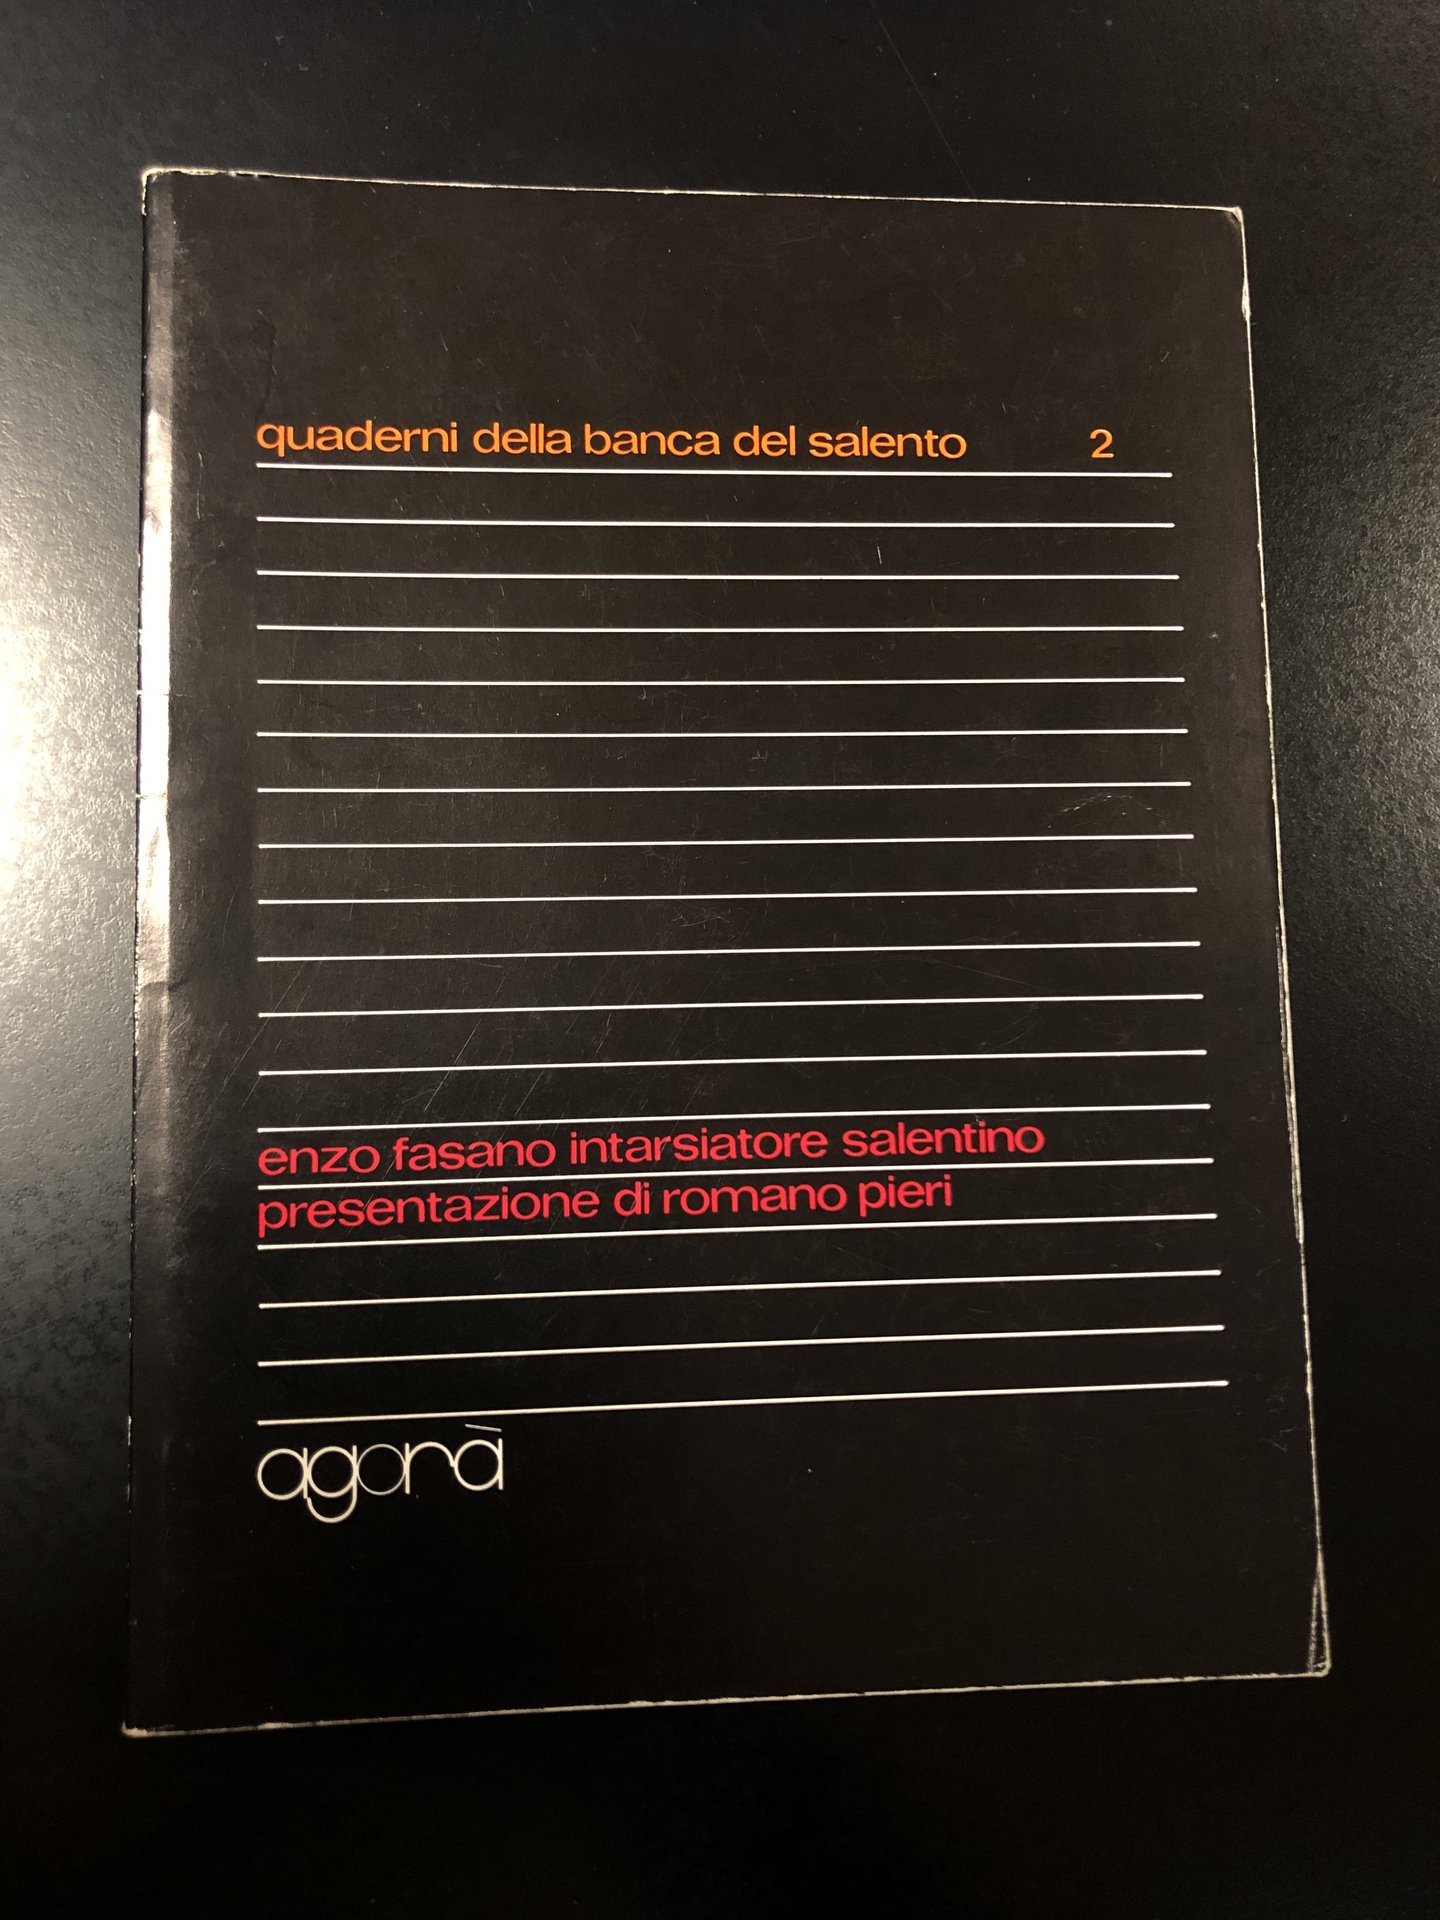 quaderni della banca del salento 2
enzo fasano intarsiatore salentino
presentazione di romano pieri
agorà